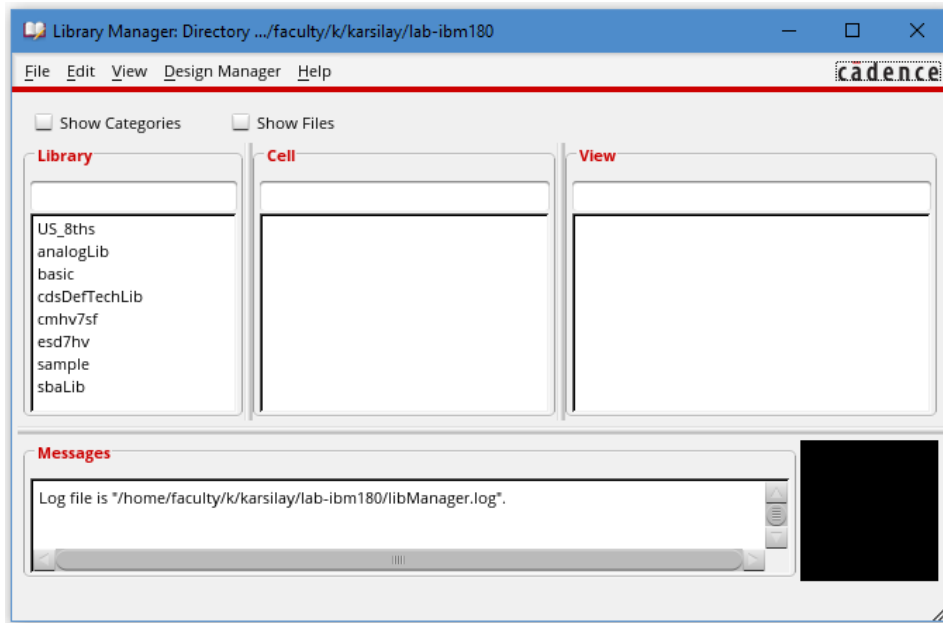 Library Manager: Directory .../faculty/k/karsilay/lab-ibm180
File Edit View Design Manager Help
cādence
Show Categories Show Files
Library Cell View
US_8ths
analogLib
basic
cdsDefTechLib
cmhv7sf
esd7hv
sample
sbaLib
Messages
Log file is "/home/faculty/k/karsilay/lab-ibm180/libManager.log".